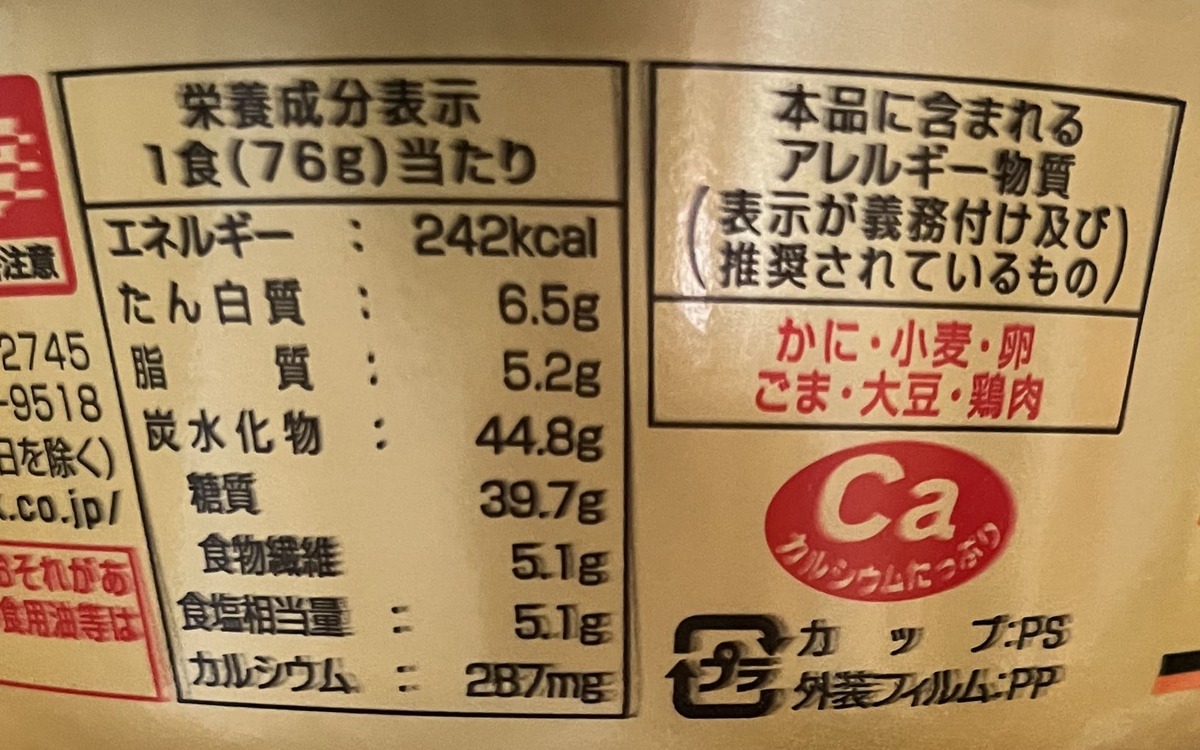 注意
2745
-9518
日を除く)
.co.jp/
おそれがあ
食用油等は
栄養成分表示
1食(76g)当たり
エネルギー : 242kcal
たん白質 : 6.5g
脂質 : 5.2g
炭水化物 : 44.8g
糖質 39.7g
食物繊維 5.1g
食塩相当量 : 5.1g
カルシウム : 287mg
本品に含まれる
アレルギー物質
(表示が義務付け及び
推奨されているもの)
かに・小麦・卵
ごま・大豆・鶏肉
Ca
カルシウムたっぷり
プラ
カップ:PS
外装フィルム:PP